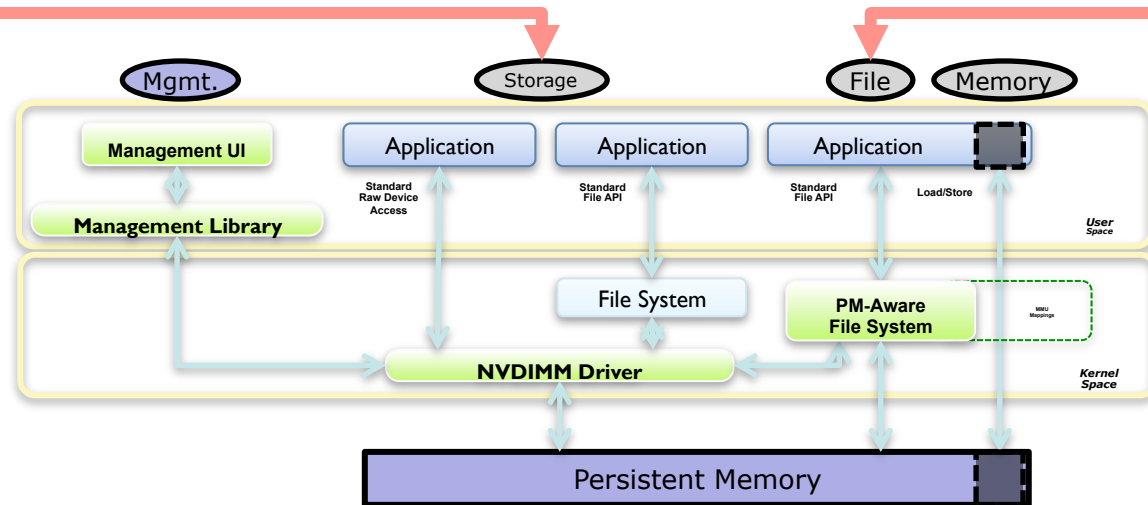 Mgmt.
Storage
File
Memory
Management UI
Application
Application
Application
Standard
Raw Device
Access
Standard
File API
Standard
File API
Load/Store
Management Library
User
Space
File System
PM-Aware
File System
MMU
Mappings
NVDIMM Driver
Kernel
Space
Persistent Memory